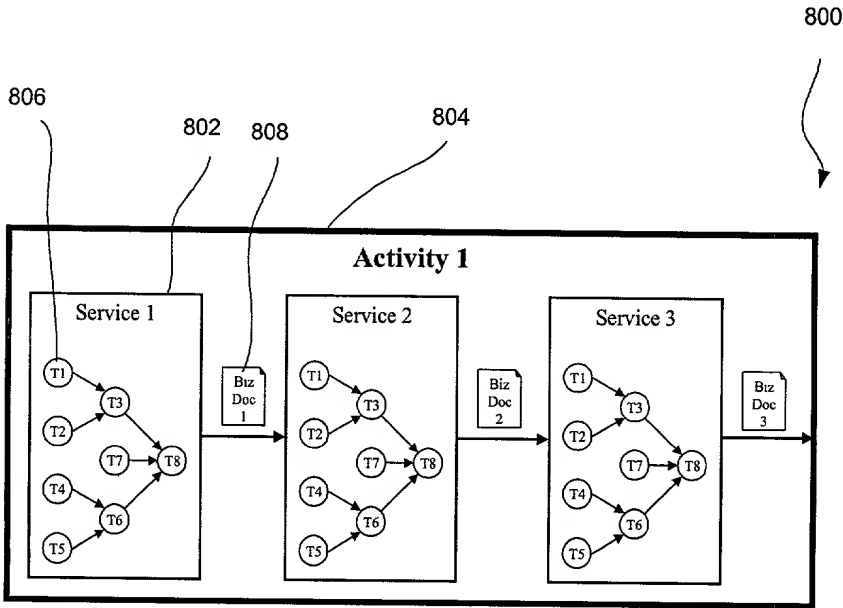 800
806
802
808
804
Activity 1
Service 1
T1
T2
T3
T7
T8
T4
T6
T5
Biz
Doc
1
Service 2
T1
T2
T3
T7
T8
T4
T6
T5
Biz
Doc
2
Service 3
T1
T2
T3
T7
T8
T4
T6
T5
Biz
Doc
3